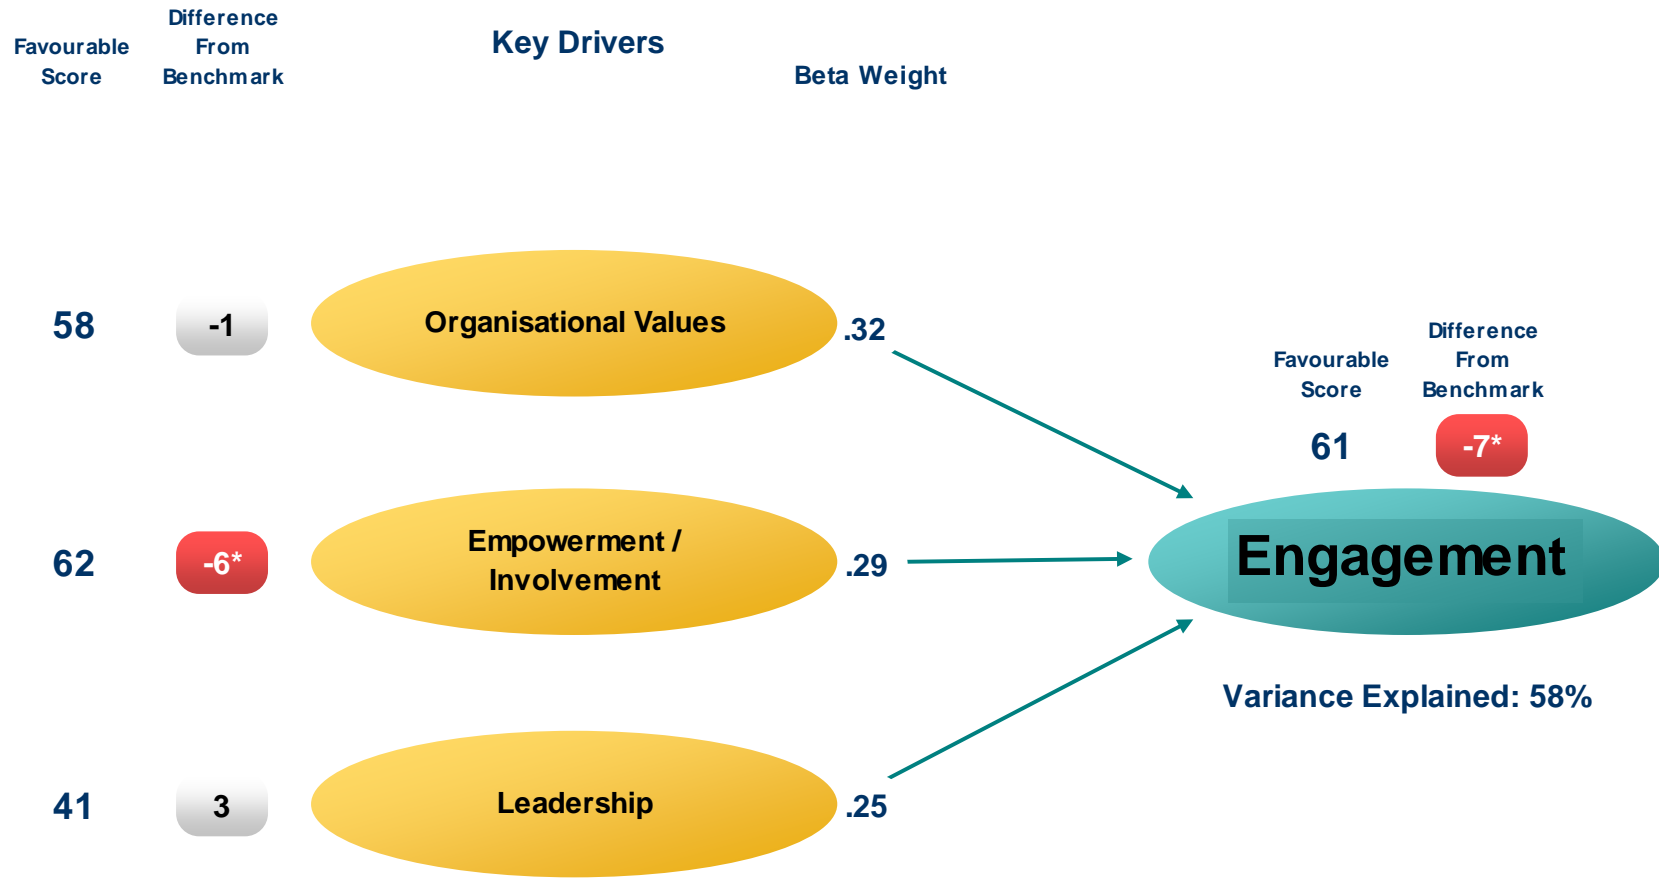 Favourable
Score
Difference
From
Benchmark
Key Drivers
Beta Weight
58
-1
Organisational Values
.32
62
-6*
Empowerment /
Involvement
.29
41
3
Leadership
.25
Favourable
Score
Difference
From
Benchmark
61
-7*
Engagement
Variance Explained: 58%